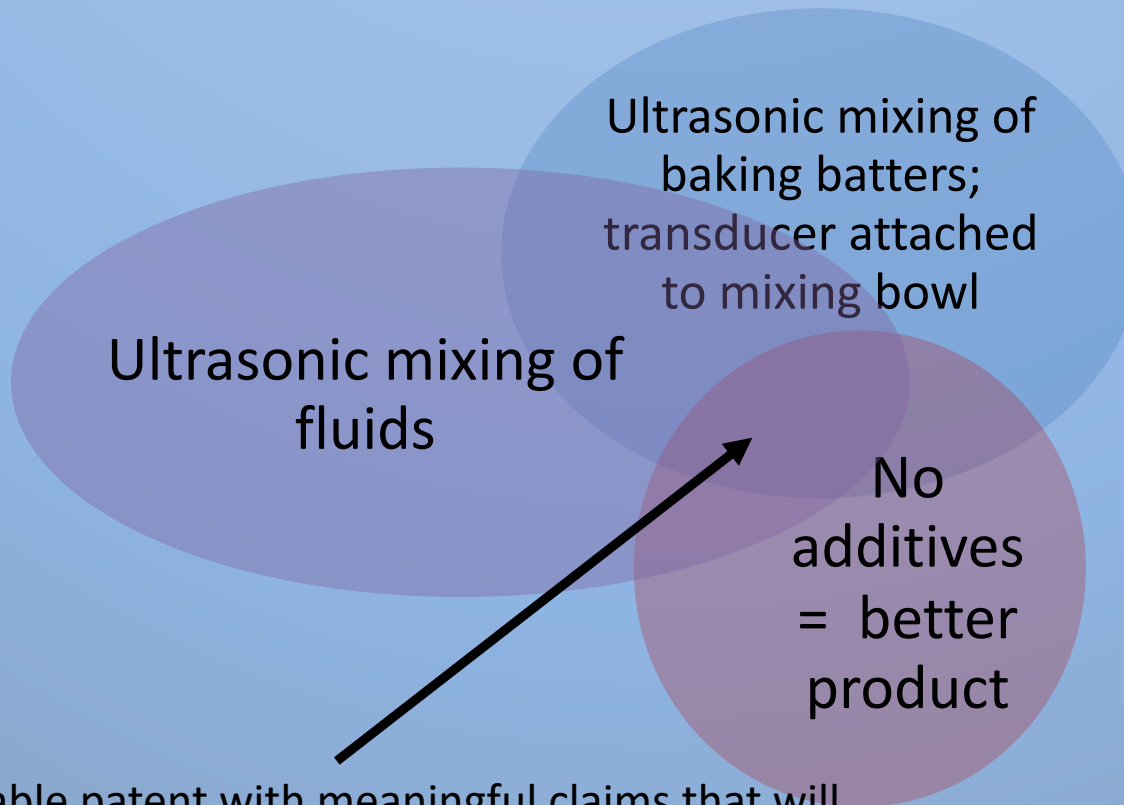 Ultrasonic mixing of
baking batters;
transducer attached
to mixing bowl
Ultrasonic mixing of
fluids
No
additives
= better
product
patent with meaningful claims that will